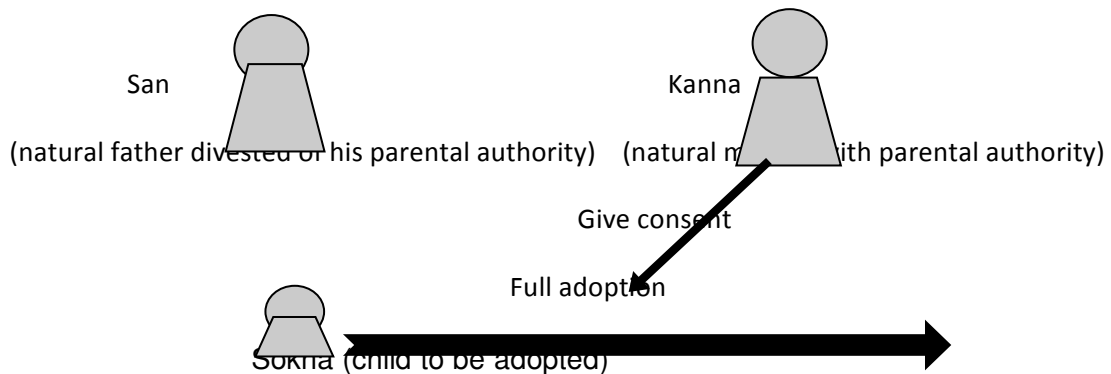 San
Kanna
(natural father divested of his parental authority)
(natural with parental authority)
Give consent
Full adoption
Sokha (child to be adopted)